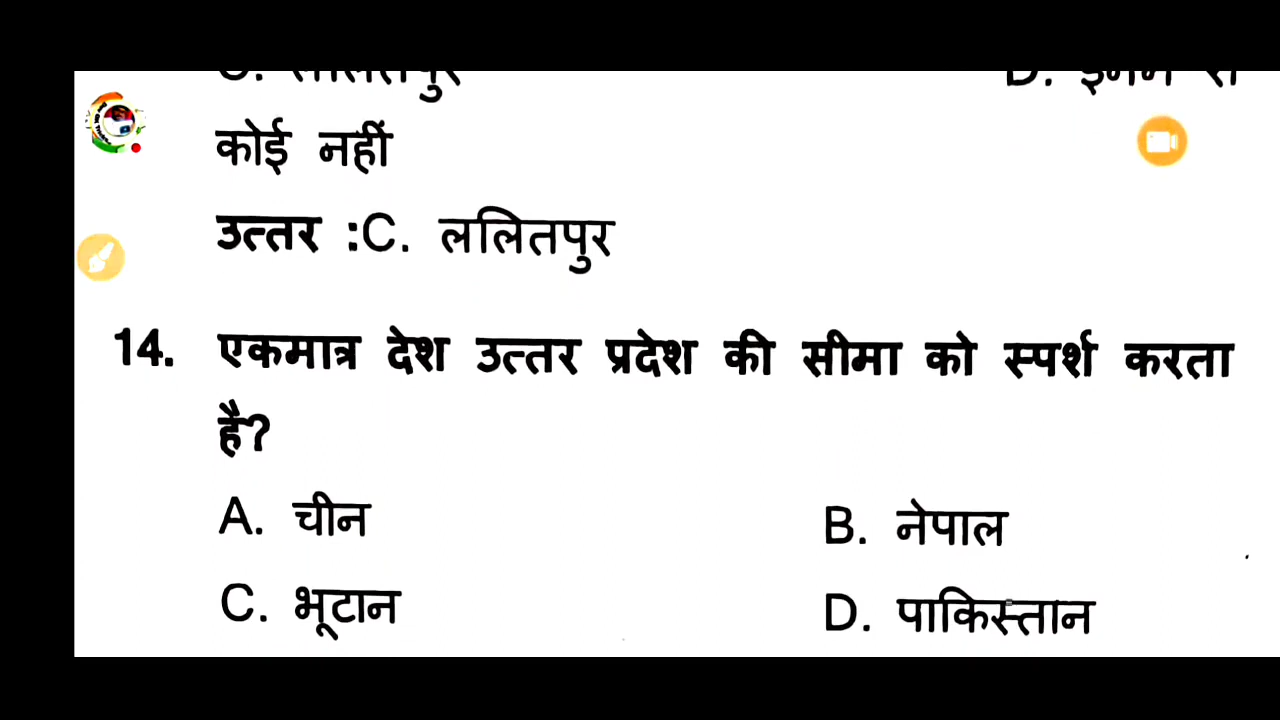 कोई नहीं
उत्तर :C. ललितपुर
14. एकमात्र देश उत्तर प्रदेश की सीमा को स्पर्श करता
है?
A. चीन B. नेपाल
C. भूटान D. पाकिस्तान